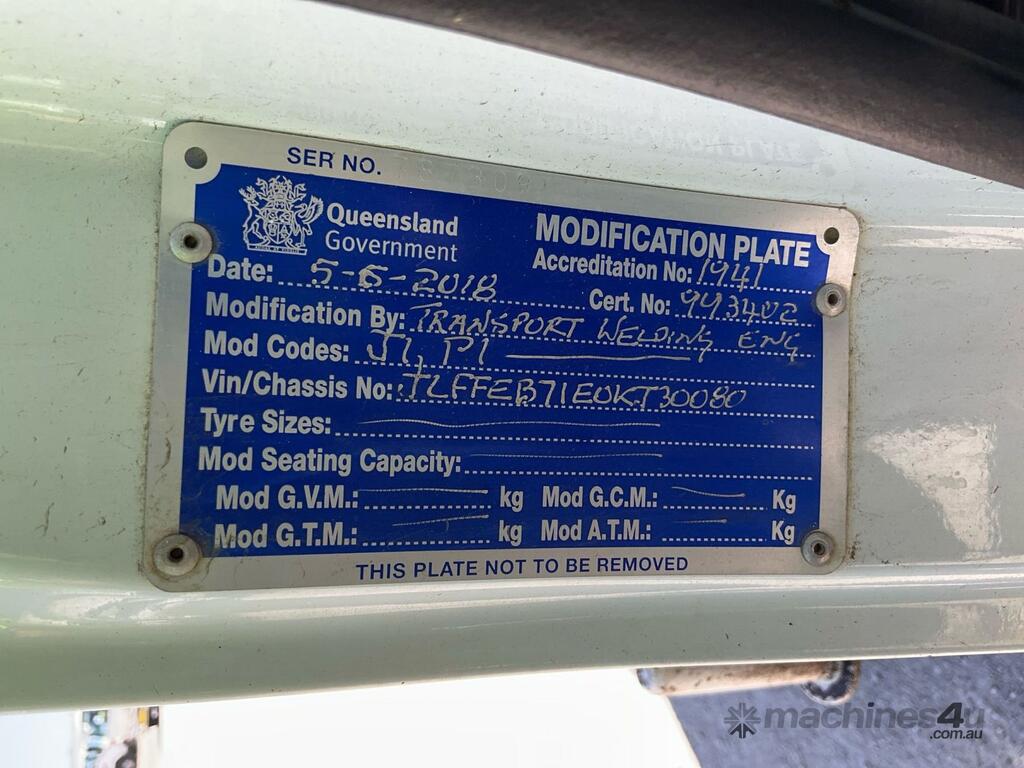 SER NO.
Queensland
Government
MODIFICATION PLATE
Accreditation No: 1941
Date: 5-6-2018
Cert. No: 993402
Modification By: TRANSPORT WELDING ENG
Mod Codes: J1, P1
Vin/Chassis No: JLFFEB71E0KJ30080
Tyre Sizes:
Mod Seating Capacity:
Mod G.V.M.: kg Mod G.C.M.: Kg
Mod G.T.M.: kg Mod A.T.M.: Kg
THIS PLATE NOT TO BE REMOVED
machines4u
.com.au